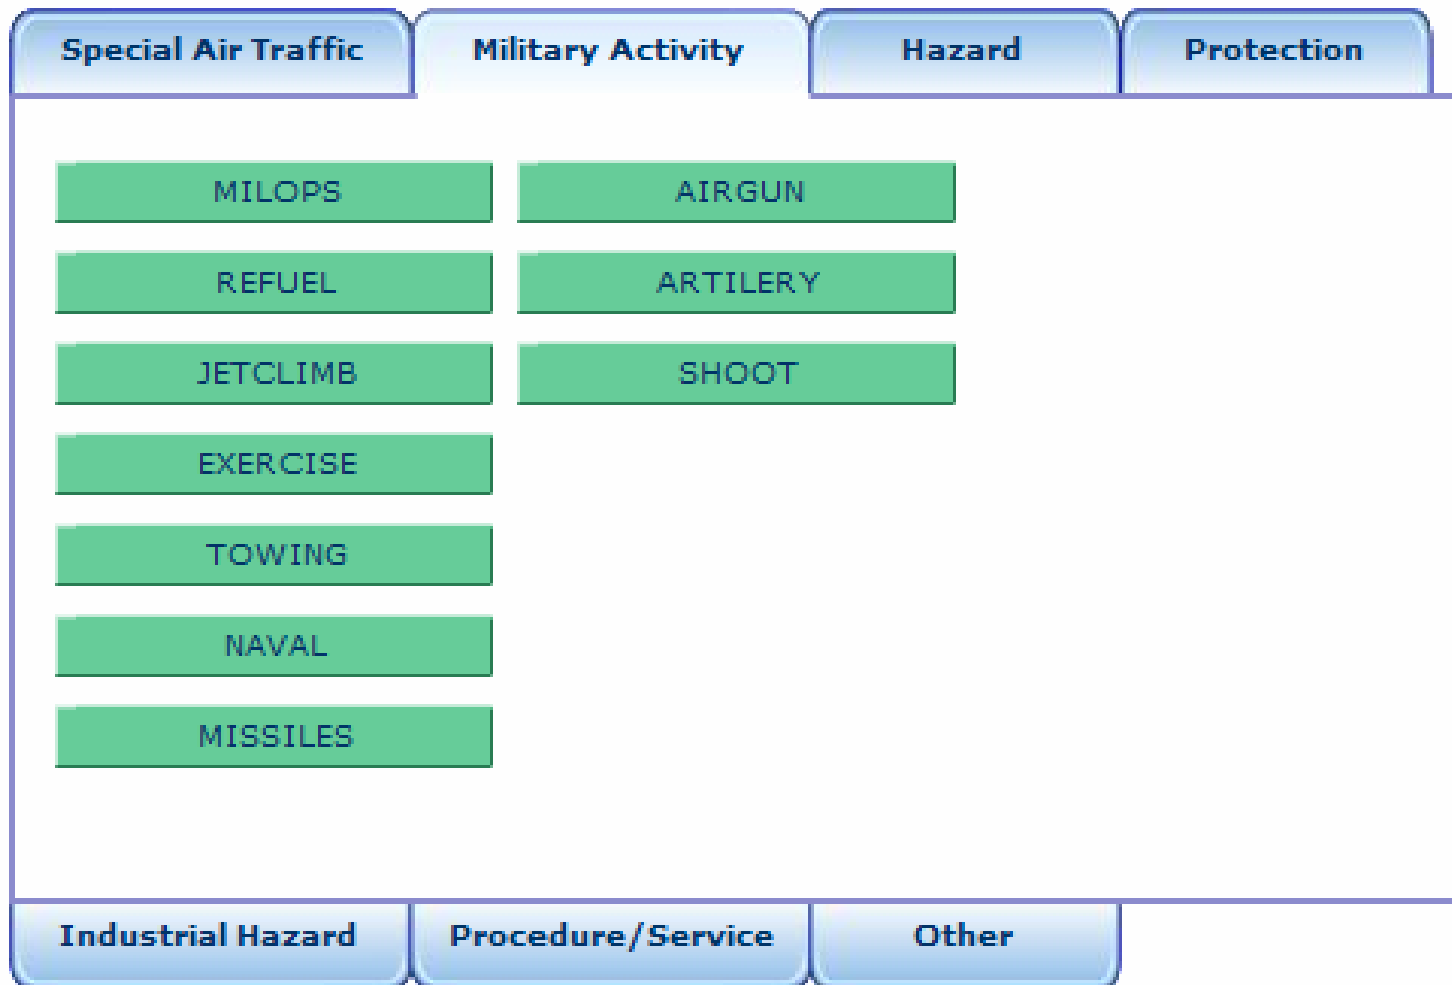 Special Air Traffic Military Activity Hazard Protection
MILOPS AIRGUN
REFUEL ARTILERY
JETCLIMB SHOOT
EXERCISE
TOWING
NAVAL
MISSILES
Industrial Hazard Procedure/Service Other